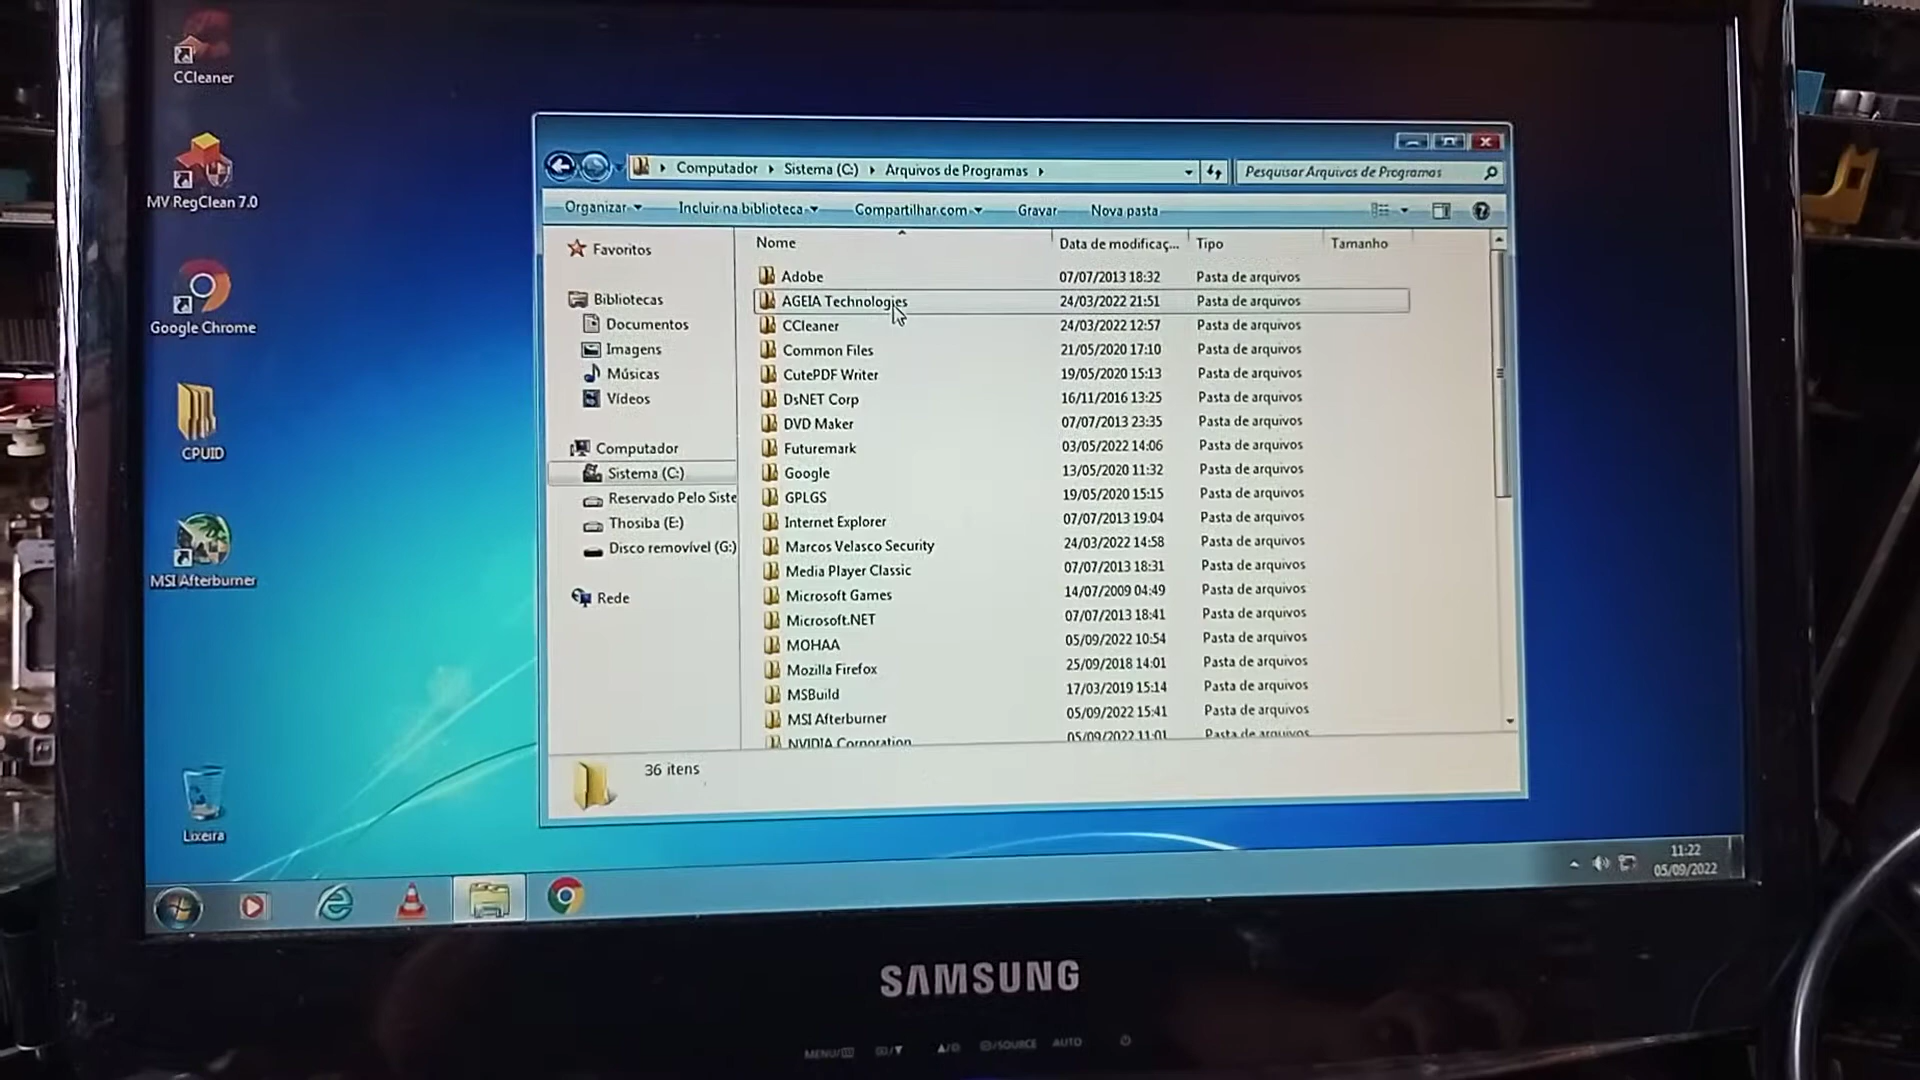 CCleaner
MV RegClean 7.0
Google Chrome
CPUID
MSI Afterburner
Lixeira
Computador Sistema (C:) Arquivos de Programas
Pesquisar Arquivos de Programas
Organizar Incluir na biblioteca Compartilhar com Gravar Nova pasta
Favoritos
Bibliotecas
Documentos
Imagens
Músicas
Vídeos
Computador
Sistema (C:)
Reservado Pelo Siste
Thosiba (E:)
Disco removível (G:)
Rede
Nome Data de modificaç... Tipo Tamanho
Adobe 07/07/2013 18:32 Pasta de arquivos
AGEIA Technologies 24/03/2022 21:51 Pasta de arquivos
CCleaner 24/03/2022 12:57 Pasta de arquivos
Common Files 21/05/2020 17:10 Pasta de arquivos
CutePDF Writer 19/05/2020 15:13 Pasta de arquivos
DsNET Corp 16/11/2016 13:25 Pasta de arquivos
DVD Maker 07/07/2013 23:35 Pasta de arquivos
Futuremark 03/05/2022 14:06 Pasta de arquivos
Google 13/05/2020 11:32 Pasta de arquivos
GPLGS 19/05/2020 15:15 Pasta de arquivos
Internet Explorer 07/07/2013 19:04 Pasta de arquivos
Marcos Velasco Security 24/03/2022 14:58 Pasta de arquivos
Media Player Classic 07/07/2013 18:31 Pasta de arquivos
Microsoft Games 14/07/2009 04:49 Pasta de arquivos
Microsoft.NET 07/07/2013 18:41 Pasta de arquivos
MOHAA 05/09/2022 10:54 Pasta de arquivos
Mozilla Firefox 25/09/2018 14:01 Pasta de arquivos
MSBuild 17/03/2019 15:14 Pasta de arquivos
MSI Afterburner 05/09/2022 15:41 Pasta de arquivos
NVIDIA Corporation 05/09/2022 11:01 Pasta de arquivos
36 itens
11:22
05/09/2022
SAMSUNG
MENU/ /SOURCE AUTO